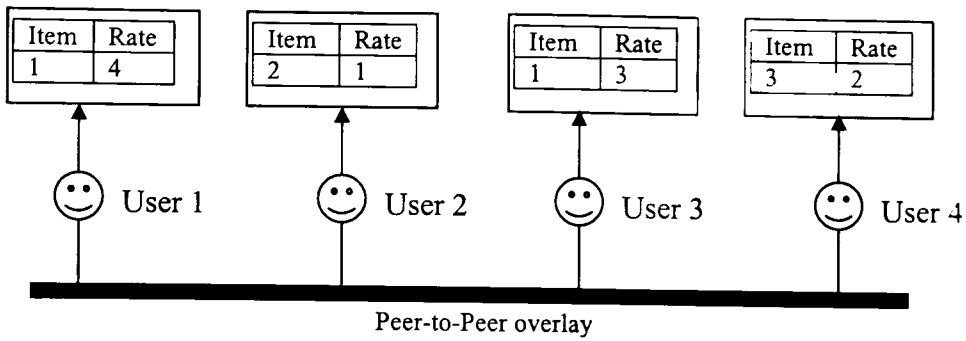 Item Rate
1 4
Item Rate
2 1
Item Rate
1 3
Item Rate
3 2
User 1
User 2
User 3
User 4
Peer-to-Peer overlay